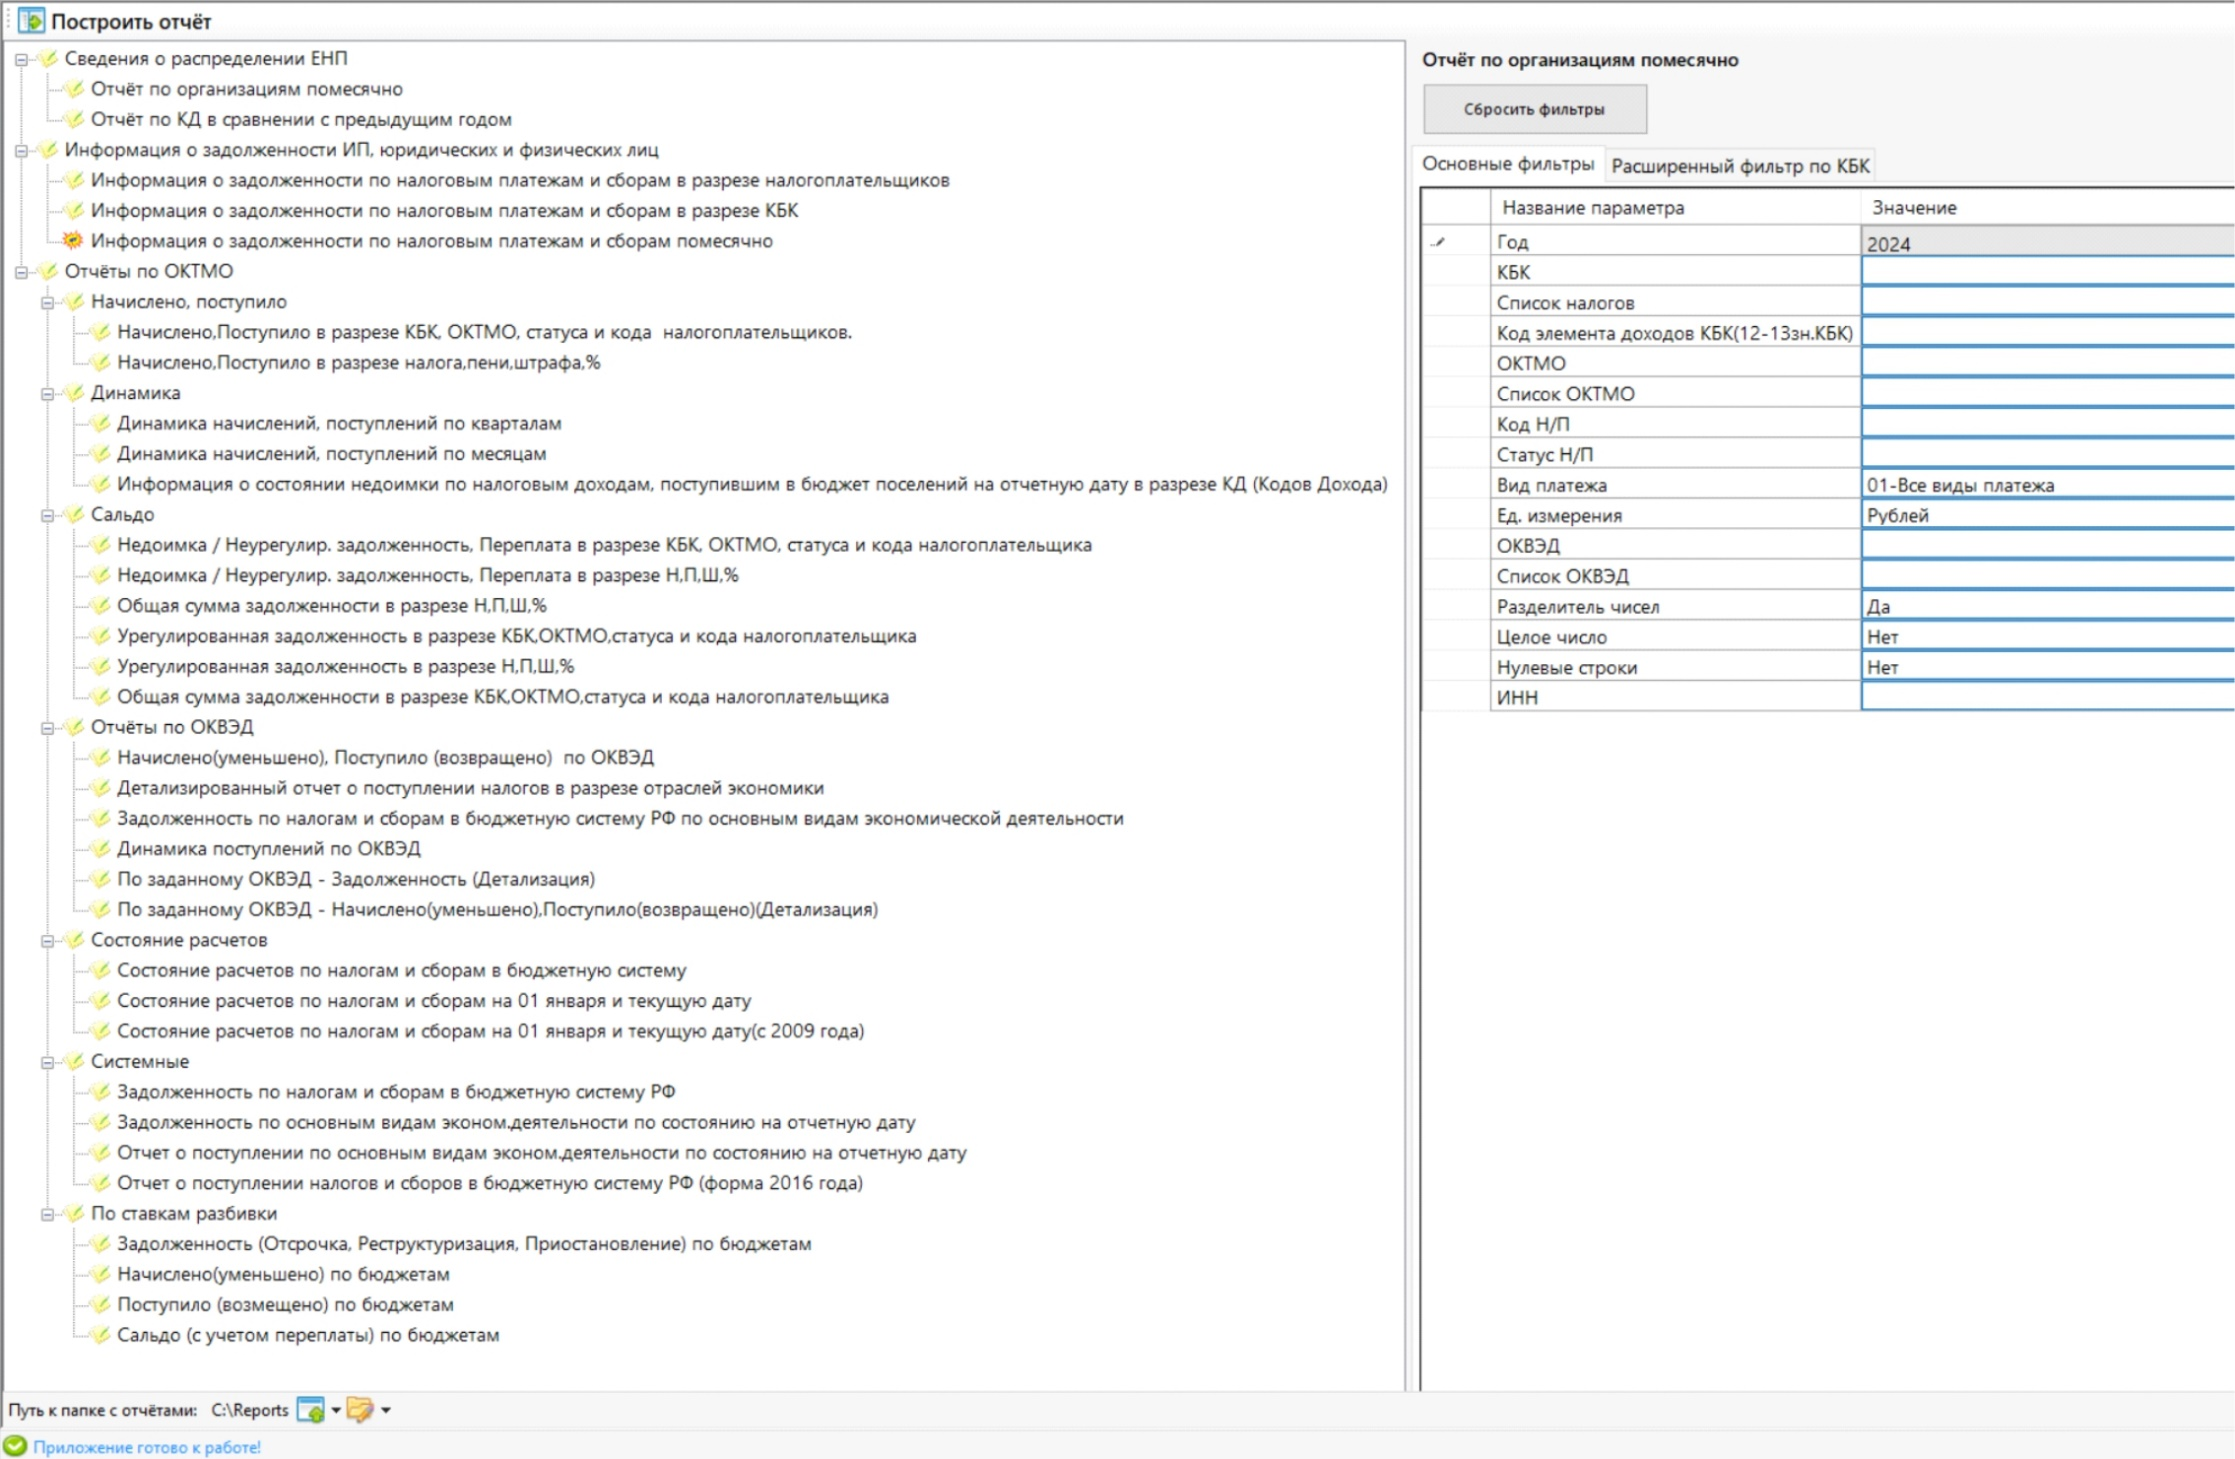 Построить отчёт
Сведения о распределении ЕНП
Отчёт по организациям помесячно
Отчёт по КД в сравнении с предыдущим годом
Информация о задолженности ИП, юридических и физических лиц
Информация о задолженности по налоговым платежам и сборам в разрезе налогоплательщиков
Информация о задолженности по налоговым платежам и сборам в разрезе КБК
Информация о задолженности по налоговым платежам и сборам помесячно
Отчёты по ОКТМО
Начислено, поступило
Начислено,Поступило в разрезе КБК, ОКТМО, статуса и кода  налогоплательщиков.
Начислено,Поступило в разрезе налога,пени,штрафа,%
Динамика
Динамика начислений, поступлений по кварталам
Динамика начислений, поступлений по месяцам
Информация о состоянии недоимки по налоговым доходам, поступившим в бюджет поселений на отчетную дату в разрезе КД (Кодов Дохода)
Сальдо
Недоимка / Неурегулир. задолженность, Переплата в разрезе КБК, ОКТМО, статуса и кода налогоплательщика
Недоимка / Неурегулир. задолженность, Переплата в разрезе Н,П,Ш,%
Общая сумма задолженности в разрезе Н,П,Ш,%
Урегулированная задолженность в разрезе КБК,ОКТМО,статуса и кода налогоплательщика
Урегулированная задолженность в разрезе Н,П,Ш,%
Общая сумма задолженности в разрезе КБК,ОКТМО,статуса и кода налогоплательщика
Отчёты по ОКВЭД
Начислено(уменьшено), Поступило (возвращено)  по ОКВЭД
Детализированный отчет о поступлении налогов в разрезе отраслей экономики
Задолженность по налогам и сборам в бюджетную систему РФ по основным видам экономической деятельности
Динамика поступлений по ОКВЭД
По заданному ОКВЭД - Задолженность (Детализация)
По заданному ОКВЭД - Начислено(уменьшено),Поступило(возвращено)(Детализация)
Состояние расчетов
Состояние расчетов по налогам и сборам в бюджетную систему
Состояние расчетов по налогам и сборам на 01 января и текущую дату
Состояние расчетов по налогам и сборам на 01 января и текущую дату(с 2009 года)
Системные
Задолженность по налогам и сборам в бюджетную систему РФ
Задолженность по основным видам эконом.деятельности по состоянию на отчетную дату
Отчет о поступлении по основным видам эконом.деятельности по состоянию на отчетную дату
Отчет о поступлении налогов и сборов в бюджетную систему РФ (форма 2016 года)
По ставкам разбивки
Задолженность (Отсрочка, Реструктуризация, Приостановление) по бюджетам
Начислено(уменьшено) по бюджетам
Поступило (возмещено) по бюджетам
Сальдо (с учетом переплаты) по бюджетам
Отчёт по организациям помесячно
Сбросить фильтры
Основные фильтры Расширенный фильтр по КБК
Название параметра Значение
Год 2024
КБК
Список налогов
Код элемента доходов КБК(12-13зн.КБК)
ОКТМО
Список ОКТМО
Код Н/П
Статус Н/П
Вид платежа 01-Все виды платежа
Ед. измерения Рублей
ОКВЭД
Список ОКВЭД
Разделитель чисел Да
Целое число Нет
Нулевые строки Нет
ИНН
Путь к папке с отчётами: C:\Reports
Приложение готово к работе!